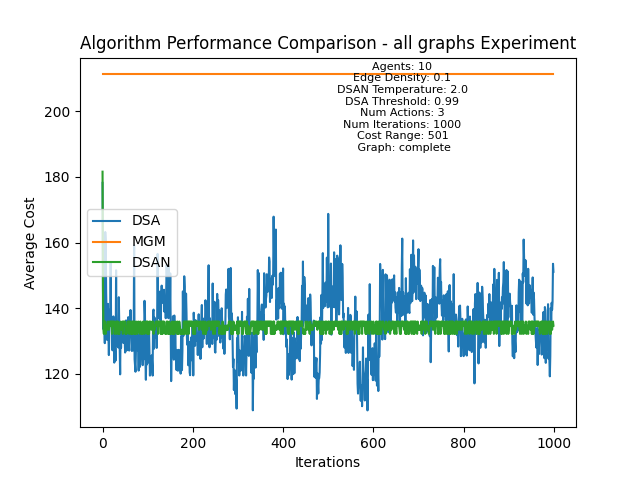 Algorithm Performance Comparison - all graphs Experiment
Agents: 10
Edge Density: 0.1
DSAN Temperature: 2.0
DSA Threshold: 0.99
Num Actions: 3
Num Iterations: 1000
Cost Range: 501
Graph: complete
Average Cost
200
180
160
140
120
DSA
MGM
DSAN
0
200
400
600
800
1000
Iterations